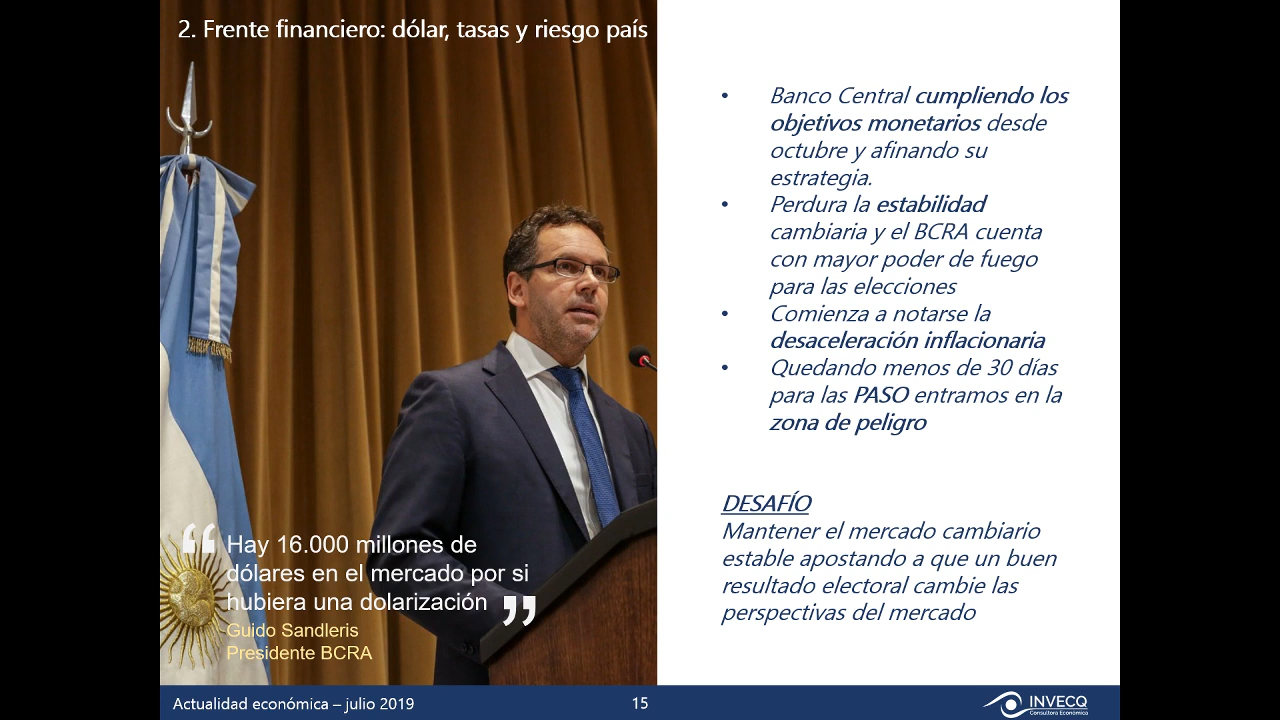 2. Frente financiero: dólar, tasas y riesgo país
• Banco Central cumpliendo los
objetivos monetarios desde
octubre y afinando su
estrategia.
• Perdura la estabilidad
cambiaria y el BCRA cuenta
con mayor poder de fuego
para las elecciones
• Comienza a notarse la
desaceleración inflacionaria
• Quedando menos de 30 días
para las PASO entramos en la
zona de peligro
DESAFÍO
Mantener el mercado cambiario
estable apostando a que un buen
resultado electoral cambie las
perspectivas del mercado
“Hay 16.000 millones de
dólares en el mercado por si
hubiera una dolarización”
Guido Sandleris
Presidente BCRA
Actualidad económica – julio 2019
15
INVECQ
Consultora Económica